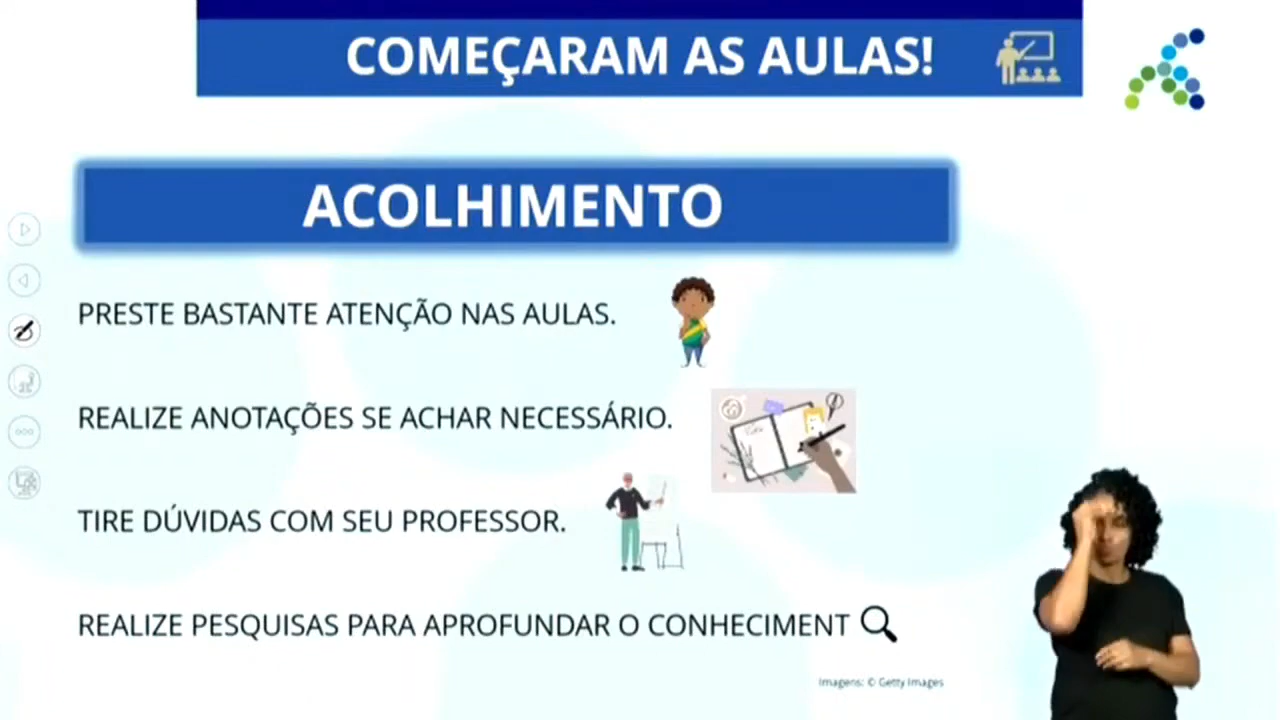 COMEÇARAM AS AULAS!
ACOLHIMENTO
PRESTE BASTANTE ATENÇÃO NAS AULAS.
REALIZE ANOTAÇÕES SE ACHAR NECESSÁRIO.
TIRE DÚVIDAS COM SEU PROFESSOR.
REALIZE PESQUISAS PARA APROFUNDAR O CONHECIMENT
Imagens: © Getty Images